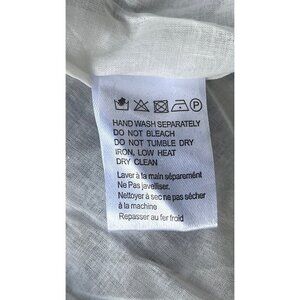 P
HAND WASH SEPARATELY
DO NOT BLEACH
DO NOT TUMBLE DRY
IRON, LOW HEAT
DRY CLEAN
Laver à la main séparément
Ne Pas javelliser.
Nettoyer à sec ne pas sécher
à la machine
Repasser au fer froid